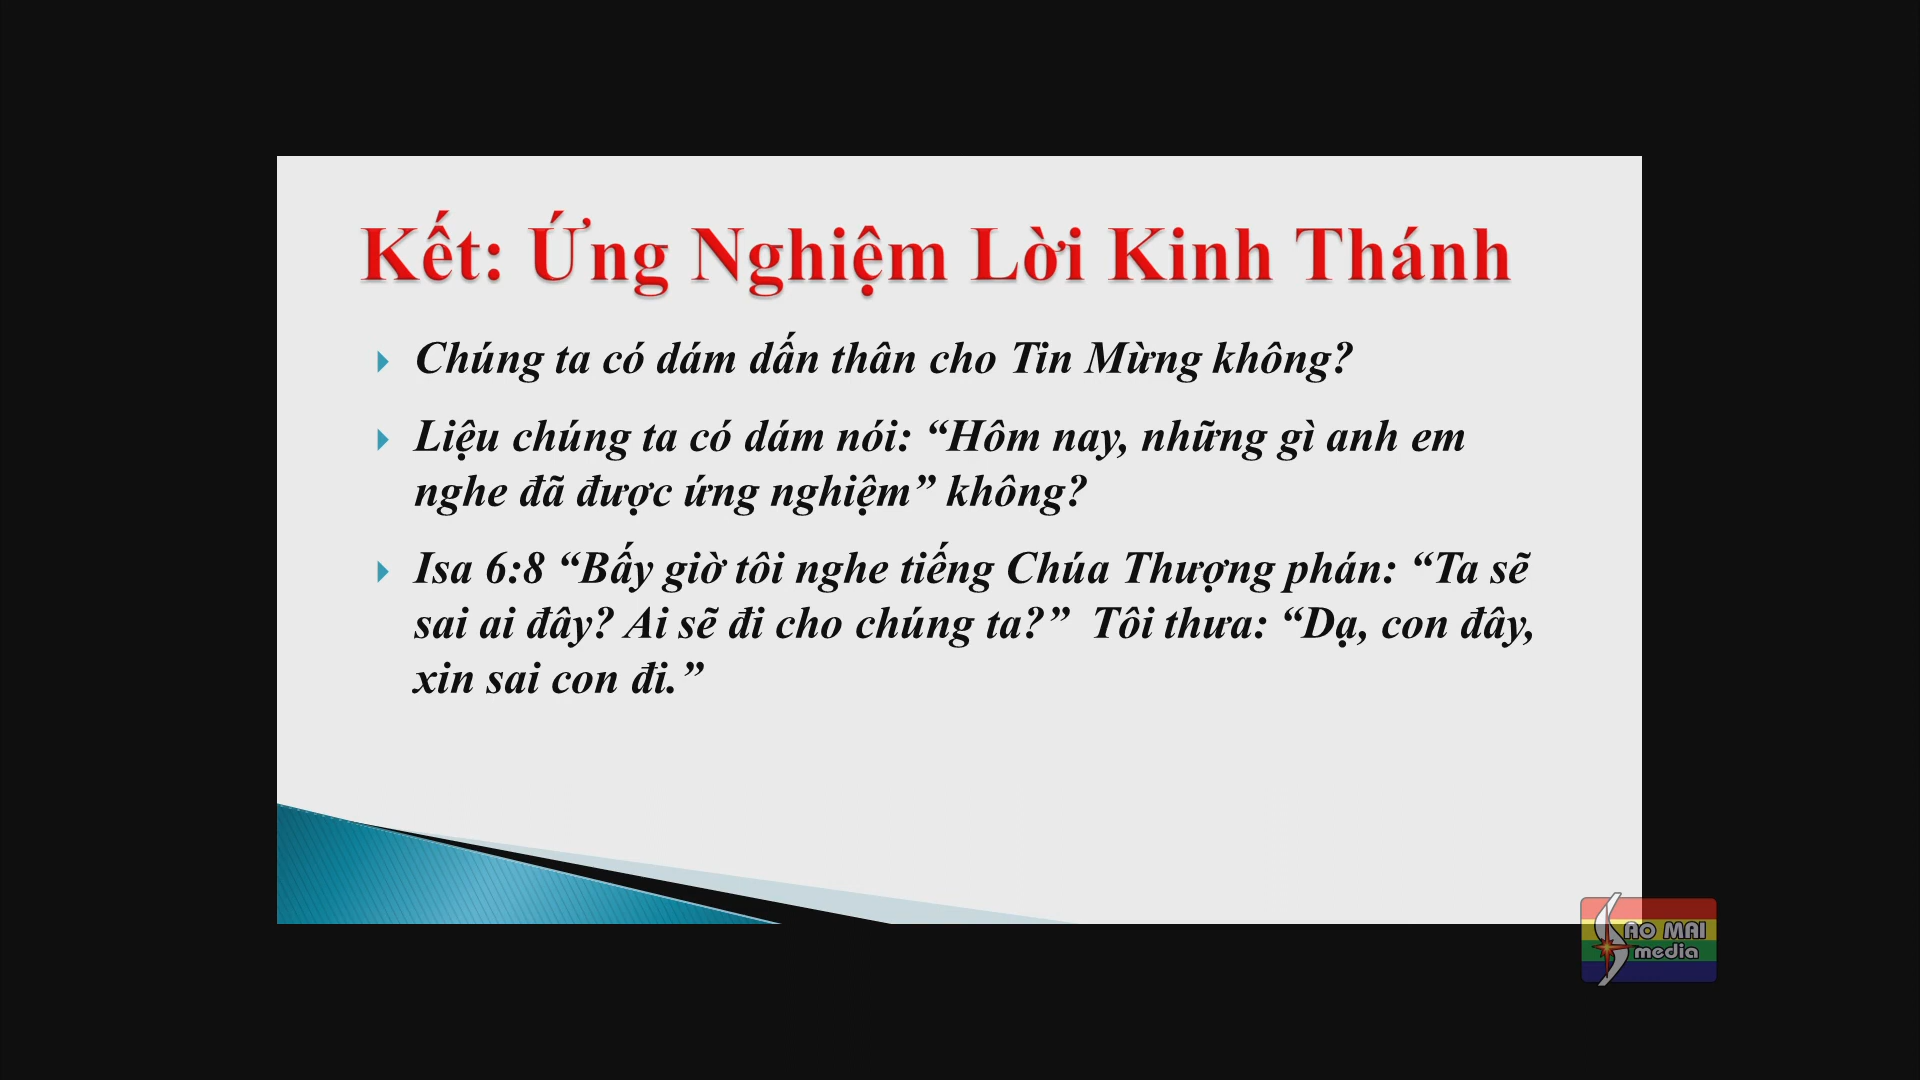 Kết: Ứng Nghiệm Lời Kinh Thánh
Chúng ta có dám dấn thân cho Tin Mừng không?
Liệu chúng ta có dám nói: “Hôm nay, những gì anh em
nghe đã được ứng nghiệm” không?
Isa 6:8 “Bấy giờ tôi nghe tiếng Chúa Thượng phán: “Ta sẽ
sai ai đây? Ai sẽ đi cho chúng ta?”  Tôi thưa: “Dạ, con đây,
xin sai con đi.”
SAO MAI
media